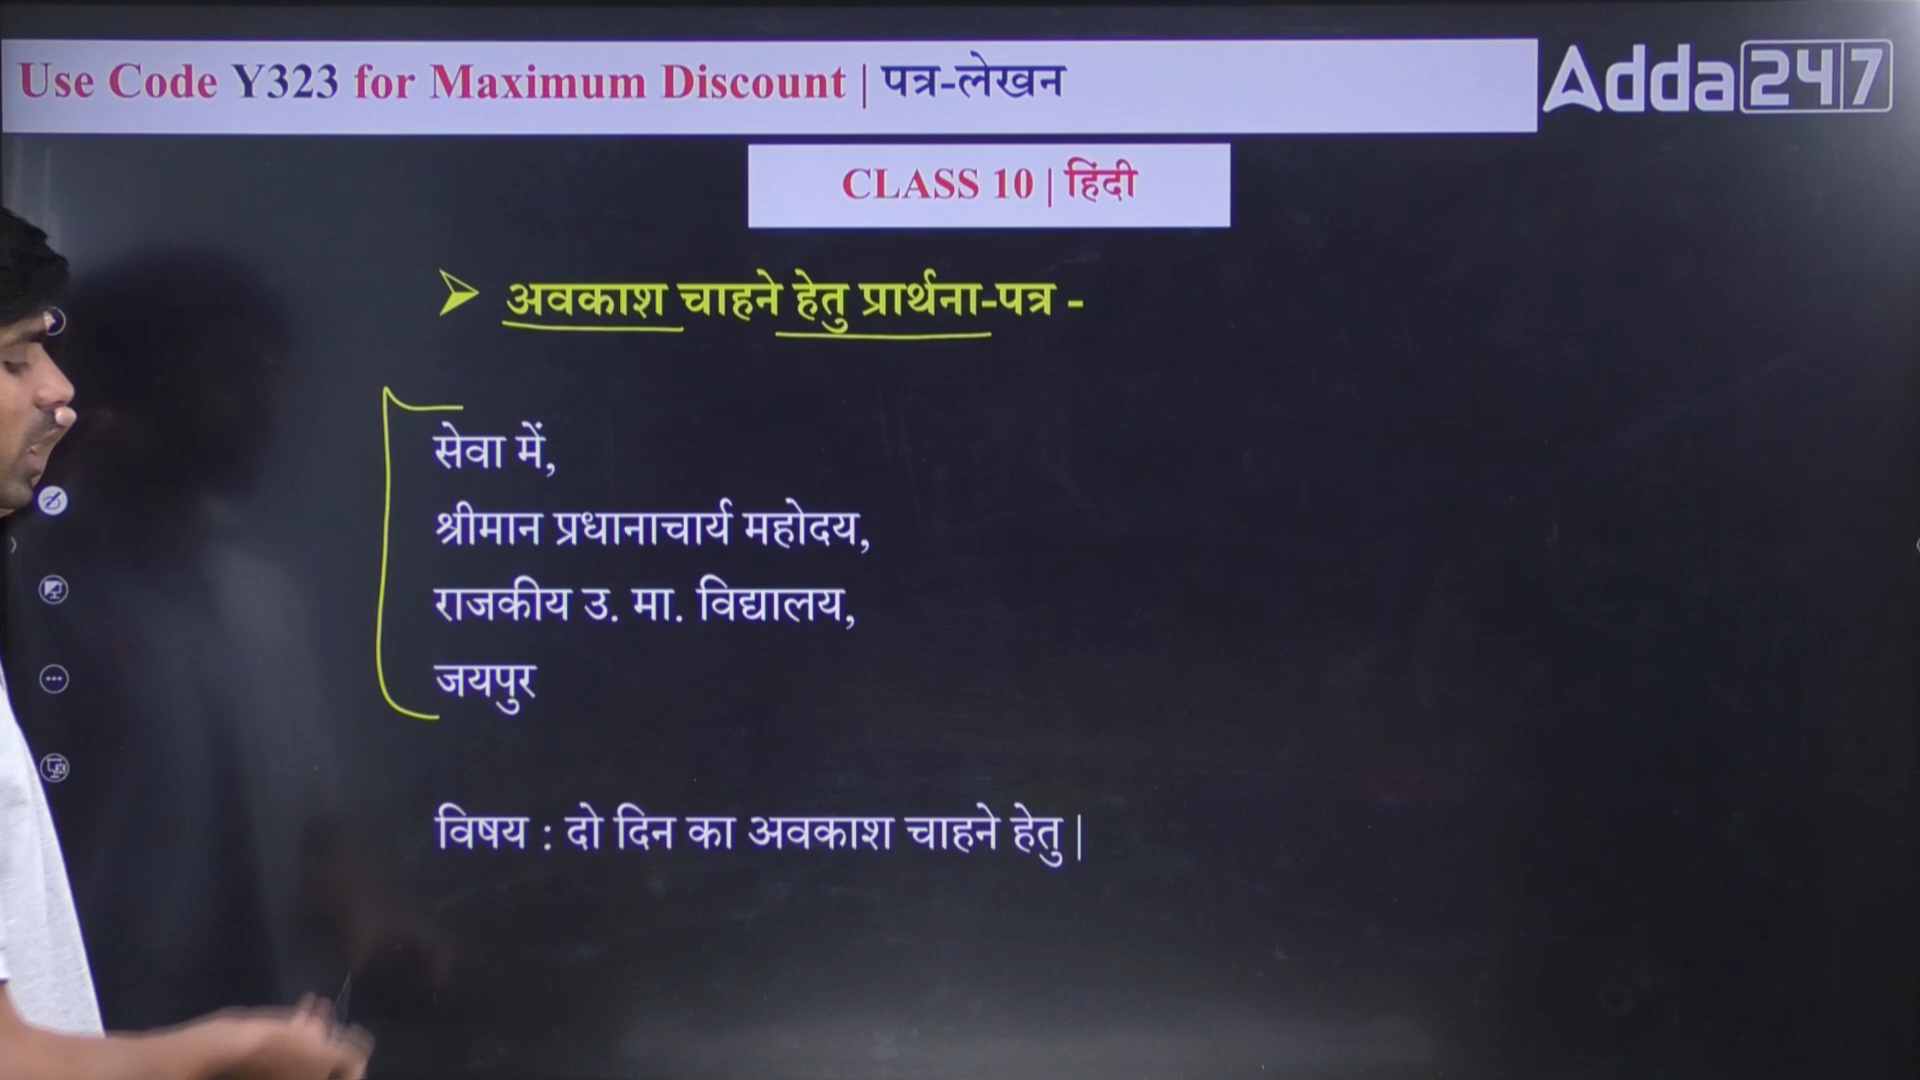 Use Code Y323 for Maximum Discount | पत्र-लेखन
Adda247
CLASS 10 | हिंदी
➤ अवकाश चाहने हेतु प्रार्थना-पत्र -
सेवा में,
श्रीमान प्रधानाचार्य महोदय,
राजकीय उ. मा. विद्यालय,
जयपुर
विषय : दो दिन का अवकाश चाहने हेतु |